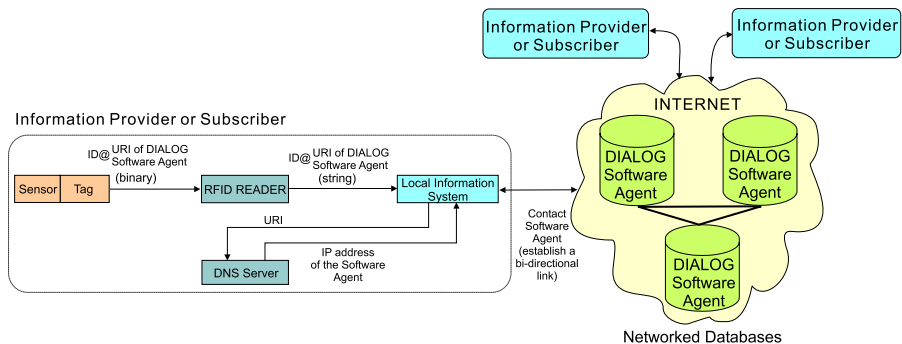 Information Provider
or Subscriber
Information Provider
or Subscriber
INTERNET
Information Provider or Subscriber
ID@ URI of DIALOG
Software Agent
(binary)
ID@ URI of DIALOG
Software Agent
(string)
Sensor
Tag
RFID READER
Local Information
System
URI
DNS Server
IP address
of the Software
Agent
Contact
Software
Agent
(establish a
bi-directional
link)
DIALOG
Software
Agent
DIALOG
Software
Agent
DIALOG
Software
Agent
Networked Databases